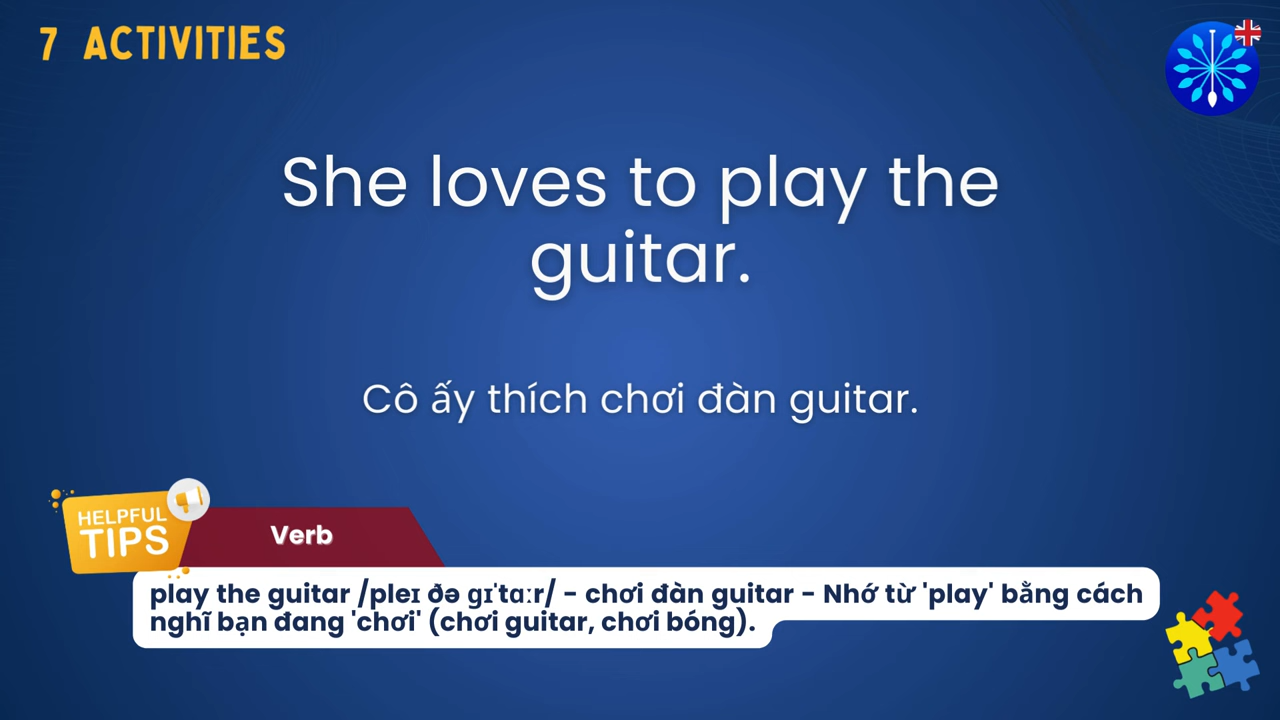 7 ACTIVITIES
She loves to play the
guitar.
Cô ấy thích chơi đàn guitar.
HELPFUL
TIPS
Verb
play the guitar /pleɪ ðə ɡɪˈtɑːr/ - chơi đàn guitar - Nhớ từ 'play' bằng cách
nghĩ bạn đang 'chơi' (chơi guitar, chơi bóng).